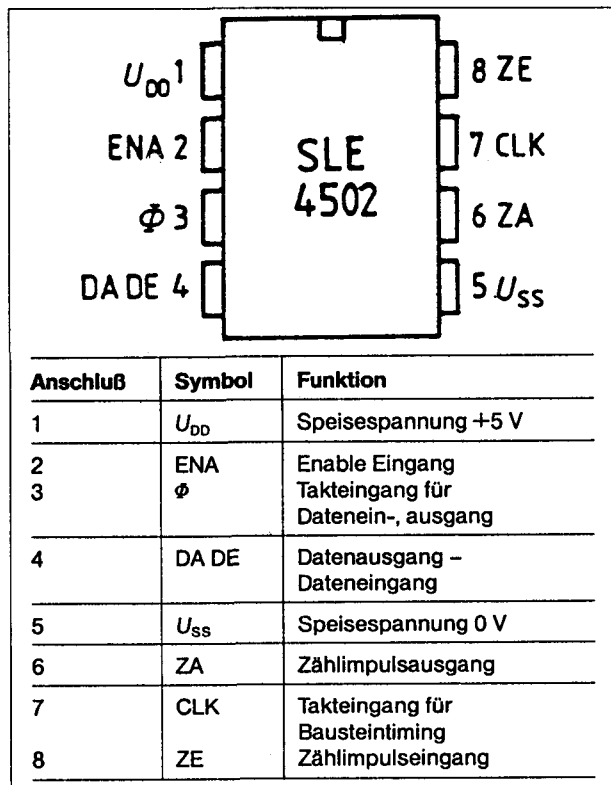 U_DD 1
8 ZE
ENA 2
SLE
4502
7 CLK
Φ 3
6 ZA
DA DE 4
5 U_SS
Anschluß Symbol Funktion
1 U_DD Speisespannung +5 V
2 ENA Enable Eingang
3 Φ Takteingang für
Datenein-, ausgang
4 DA DE Datenausgang –
Dateneingang
5 U_SS Speisespannung 0 V
6 ZA Zählimpulsausgang
7 CLK Takteingang für
Bausteintiming
8 ZE Zählimpulseingang